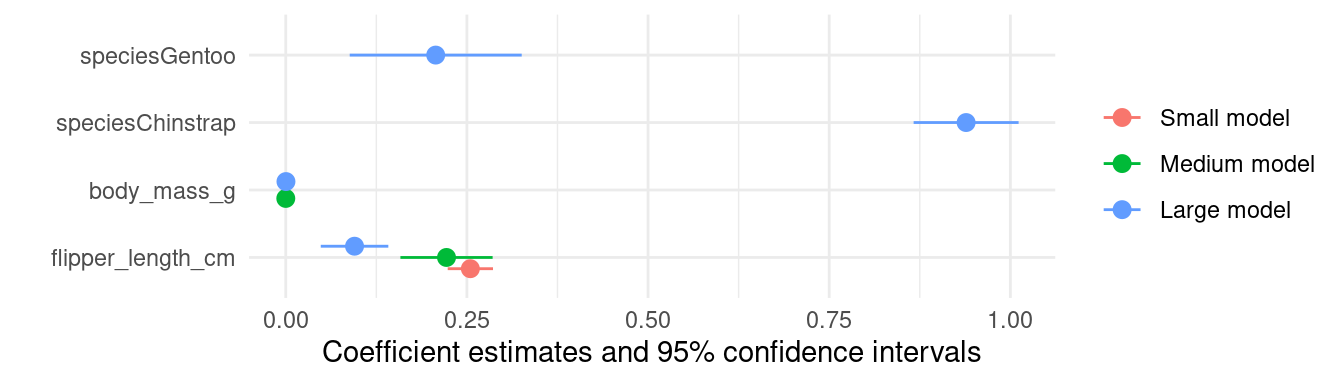 speciesGentoo
speciesChinstrap
body_mass_g
flipper_length_cm
0.00 0.25 0.50 0.75 1.00
Coefficient estimates and 95% confidence intervals
Small model
Medium model
Large model